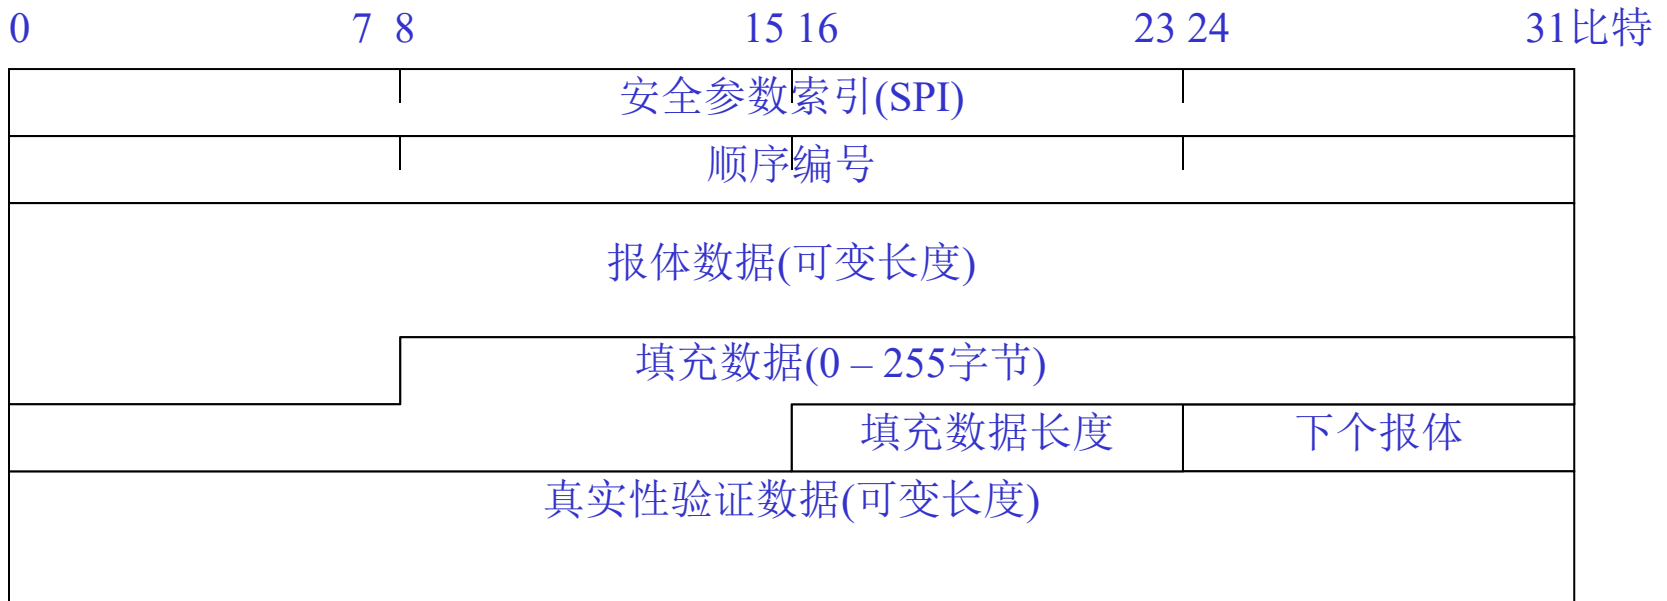 0 7 8 15 16 23 24 31比特
安全参数索引(SPI)
顺序编号
报体数据(可变长度)
填充数据(0 – 255字节)
填充数据长度 下个报体
真实性验证数据(可变长度)